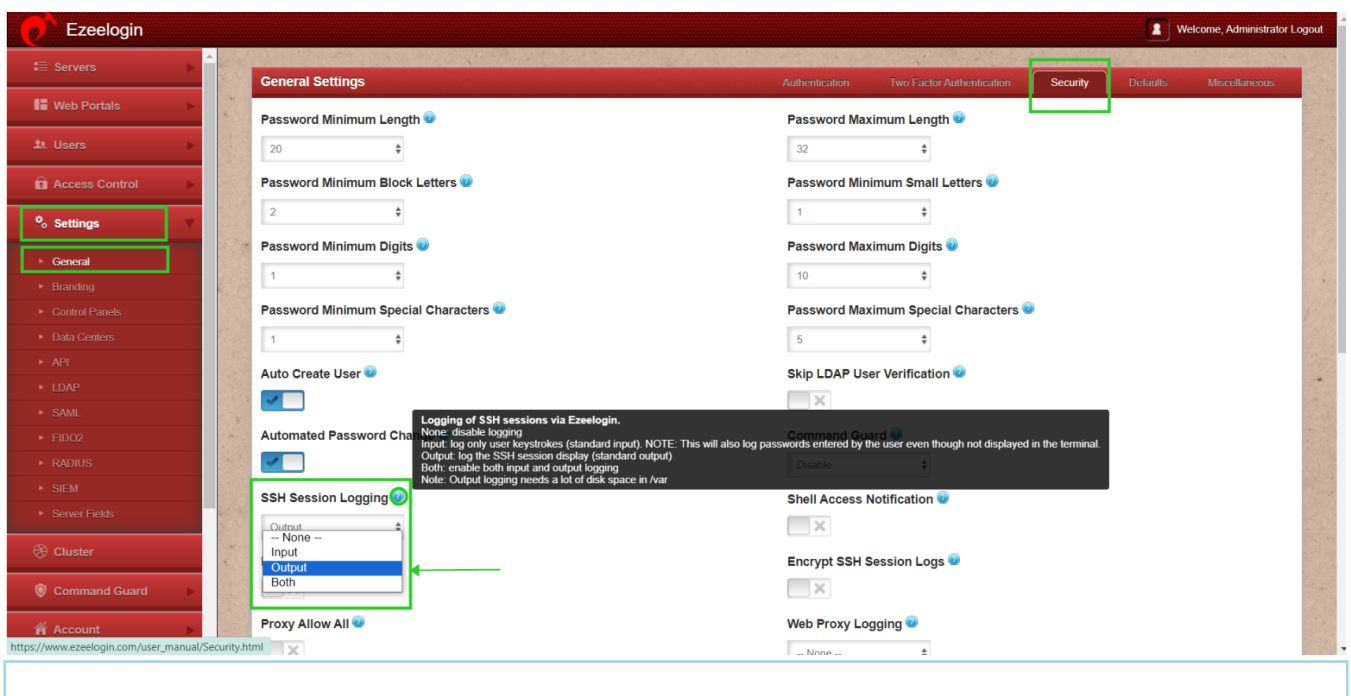 Ezeelogin
Welcome, Administrator Logout
Servers
Web Portals
Users
Access Control
Settings
General
Branding
Control Panels
Data Centers
API
LDAP
SAML
FIDO2
RADIUS
SIEM
Server Fields
Cluster
Command Guard
Account
https://www.ezeelogin.com/user_manual/Security.html
General Settings
Authentication
Two Factor Authentication
Security
Defaults
Miscellaneous
Password Minimum Length
Password Maximum Length
20
32
Password Minimum Block Letters
Password Minimum Small Letters
2
1
Password Minimum Digits
Password Maximum Digits
1
10
Password Minimum Special Characters
Password Maximum Special Characters
1
5
Auto Create User
Skip LDAP User Verification
Automated Password Chan
Command Guard
Disable
Logging of SSH sessions via Ezeelogin.
None: disable logging
Input: log only user keystrokes (standard input). NOTE: This will also log passwords entered by the user even though not displayed in the terminal.
Output: log the SSH session display (standard output)
Both: enable both input and output logging
Note: Output logging needs a lot of disk space in /var
SSH Session Logging
Shell Access Notification
Output
-- None --
Input
Output
Both
Encrypt SSH Session Logs
Proxy Allow All
Web Proxy Logging
-- None --